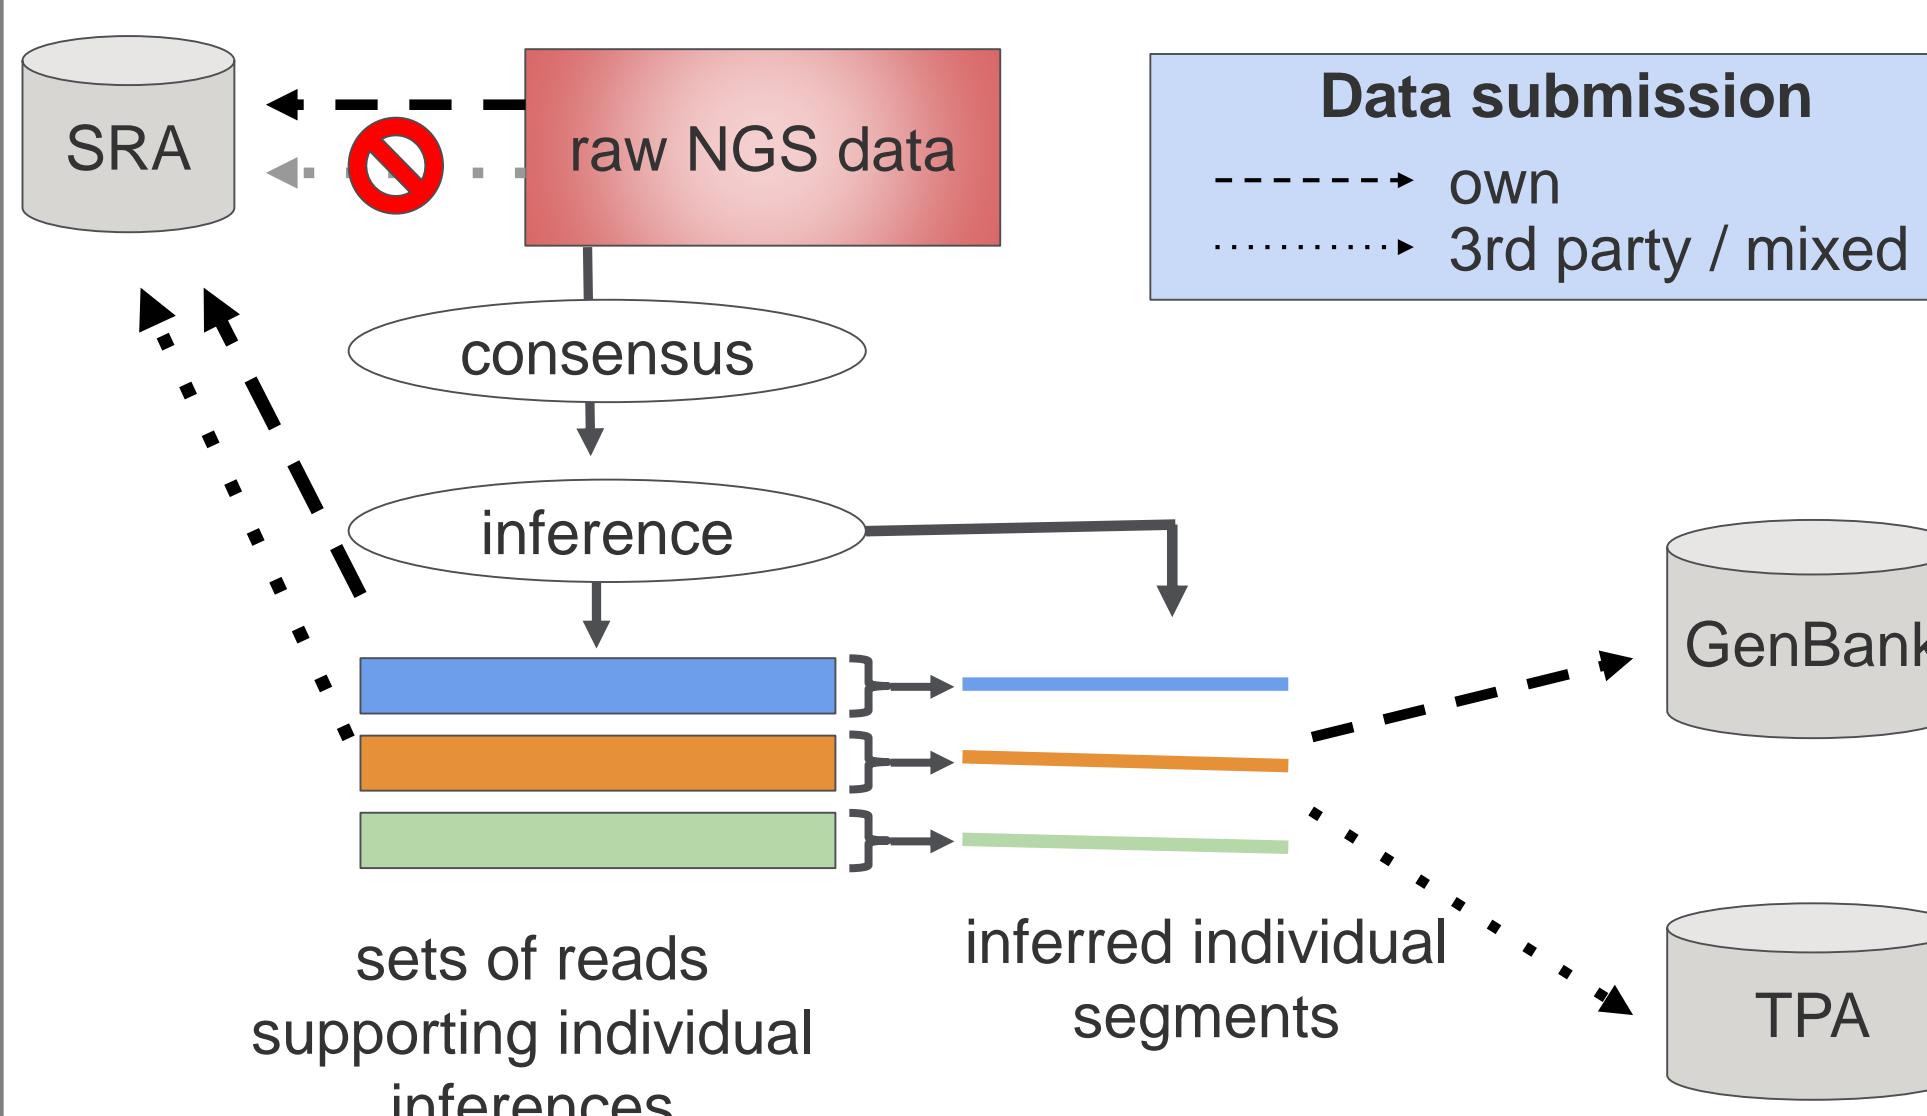 SRA
raw NGS data
Data submission
own
3rd party / mixed
consensus
inference
GenBank
sets of reads
supporting individual
inferences
inferred individual
segments
TPA